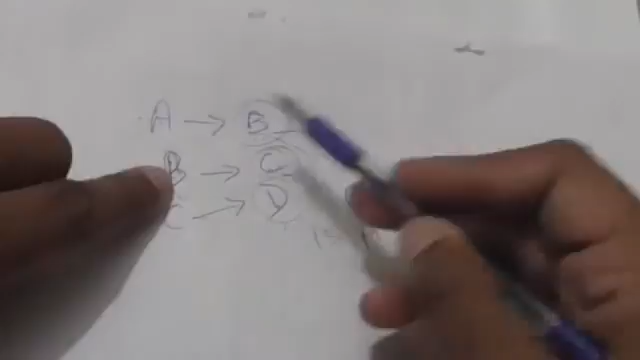 A → B
B → C
C → D